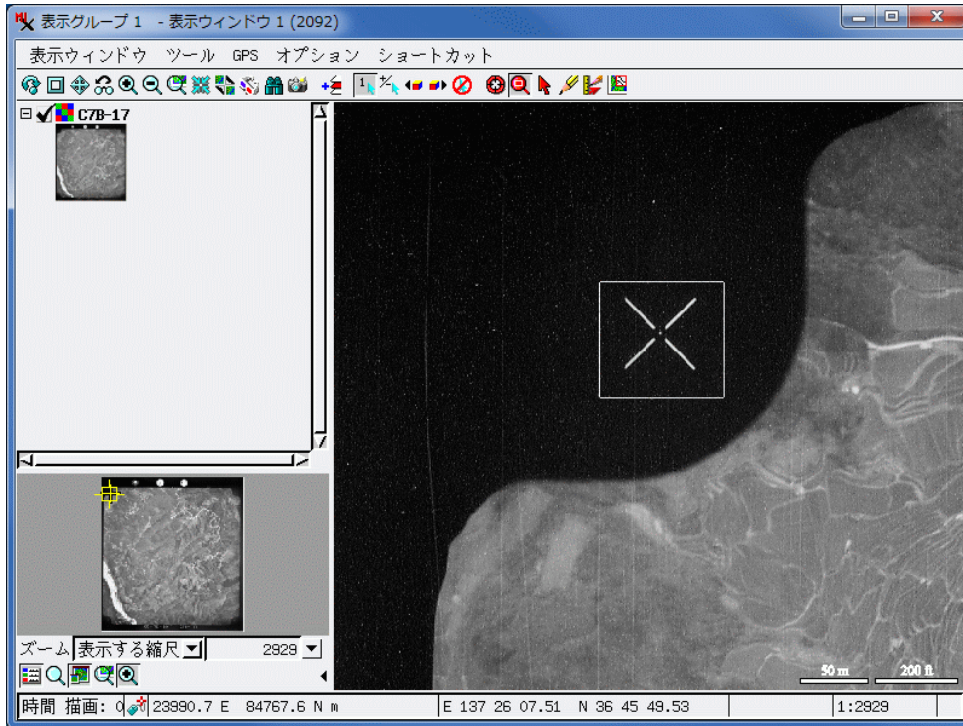 表示グループ 1 - 表示ウィンドウ 1 (2092)
表示ウィンドウ ツール GPS オプション ショートカット
C7B-17
ズーム 表示する縮尺 2929
50 m 200 ft
時間 描画: 0 23990.7 E 84767.6 N m E 137 26 07.51 N 36 45 49.53 1:2929